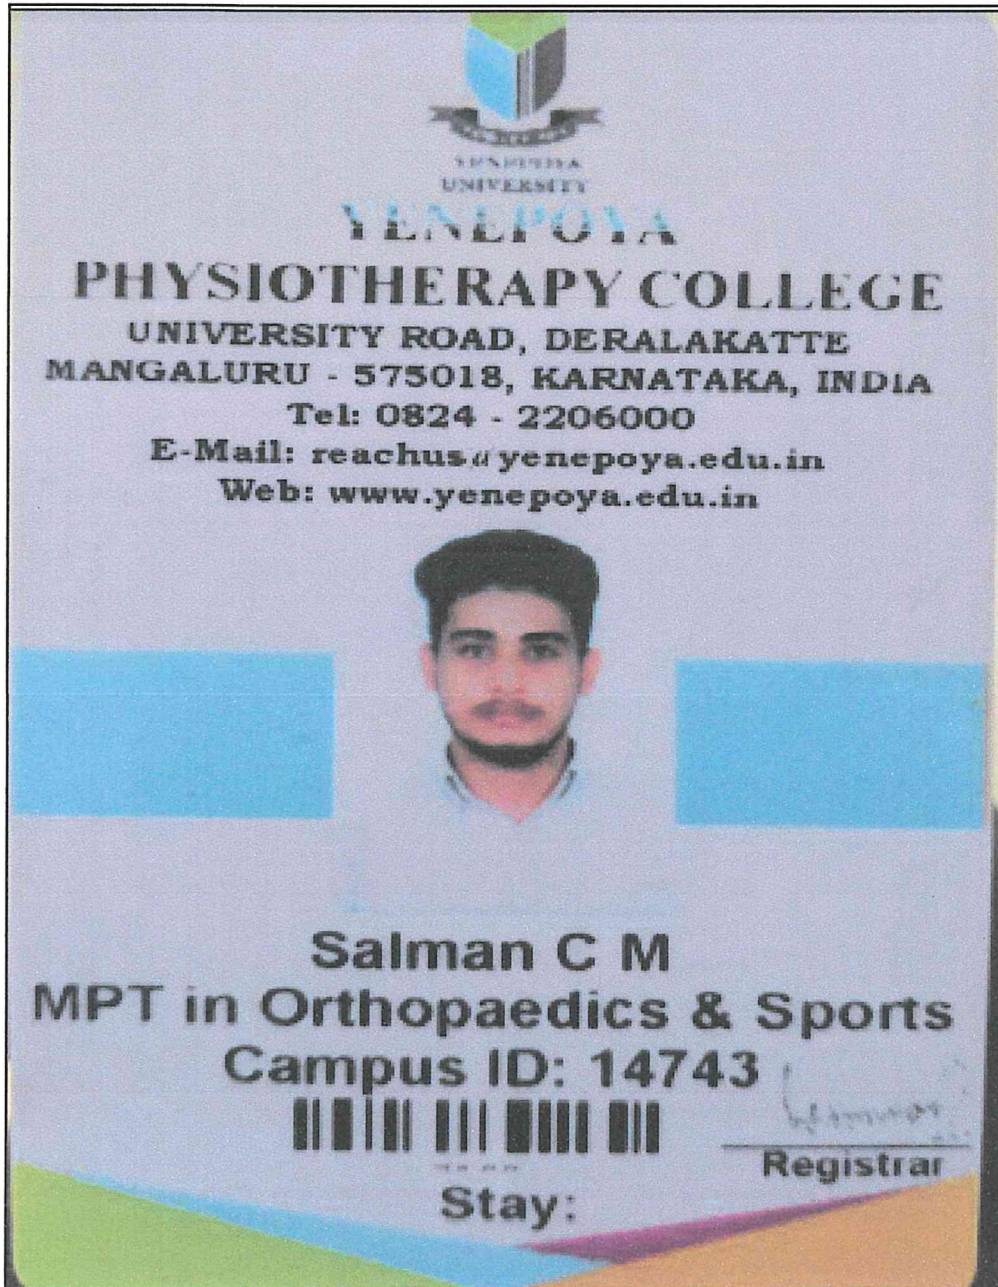 YENEPOYA
UNIVERSITY
YENEPOYA
PHYSIOTHERAPY COLLEGE
UNIVERSITY ROAD, DERALAKATTE
MANGALURU - 575018, KARNATAKA, INDIA
Tel: 0824 - 2206000
E-Mail: reachus@yenepoya.edu.in
Web: www.yenepoya.edu.in
Salman C M
MPT in Orthopaedics & Sports
Campus ID: 14743
Registrar
Stay: